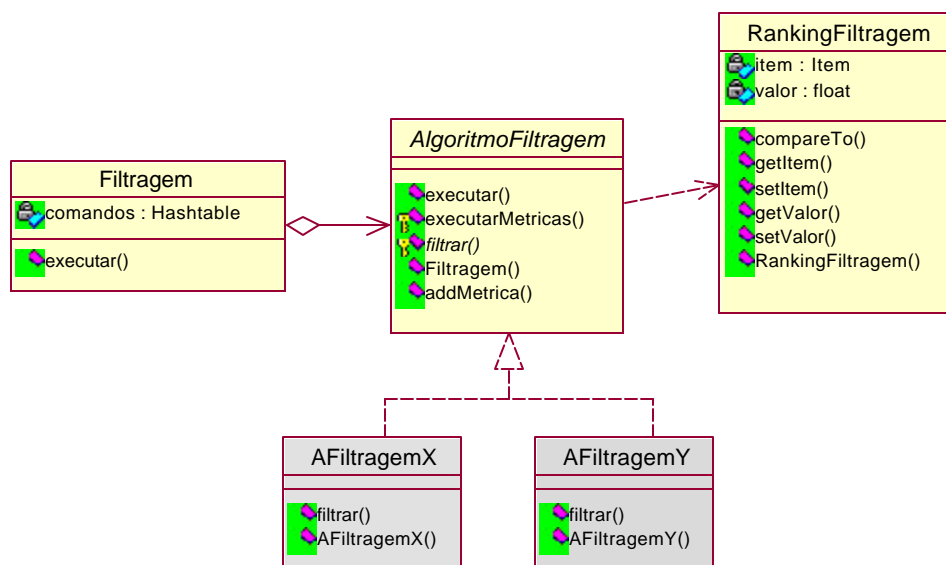 RankingFiltragem
item : Item
valor : float
compareTo()
getItem()
setItem()
getValor()
setValor()
RankingFiltragem()
AlgoritmoFiltragem
executar()
executarMetricas()
filtrar()
Filtragem()
addMetrica()
Filtragem
comandos : Hashtable
executar()
AFiltragemX
filtrar()
AFiltragemX()
AFiltragemY
filtrar()
AFiltragemY()